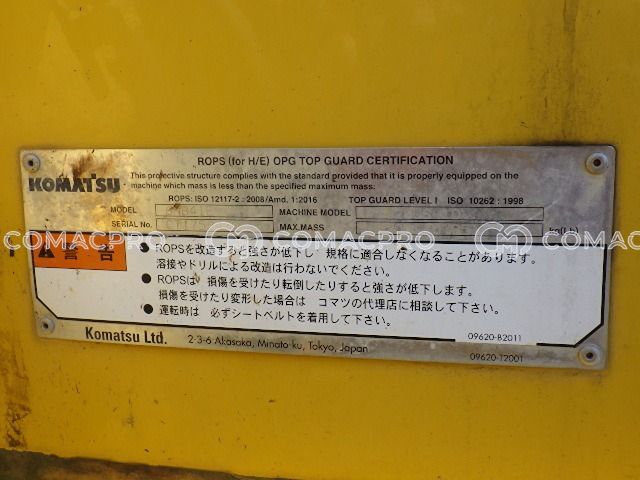 ROPS (for H/E) OPG TOP GUARD CERTIFICATION
KOMATSU
This protective structure complies with the standard provided that it is properly equipped on the
machine which mass is less than the specified maximum mass.
ROPS: ISO 12117-2 : 2008/Amd. 1:2016 TOP GUARD LEVEL I ISO 10262 : 1998
MODEL MACHINE MODEL
SERIAL No. MAX.MASS kg(Lb)
COMACPRO COMACPRO COMACPRO
警告
● ROPSを改造すると強さが低下し 規格に適合しなくなることがあります。
溶接やドリルによる改造は行わないでください。
● ROPSは 損傷を受けたり転倒したりすると強さが低下します。
損傷を受けたり変形した場合は コマツの代理店に相談して下さい。
● 運転時は 必ずシートベルトを着用して下さい。
09620-B2011
Komatsu Ltd. 2-3-6 Akasaka, Minato-ku, Tokyo, Japan
09620-12001